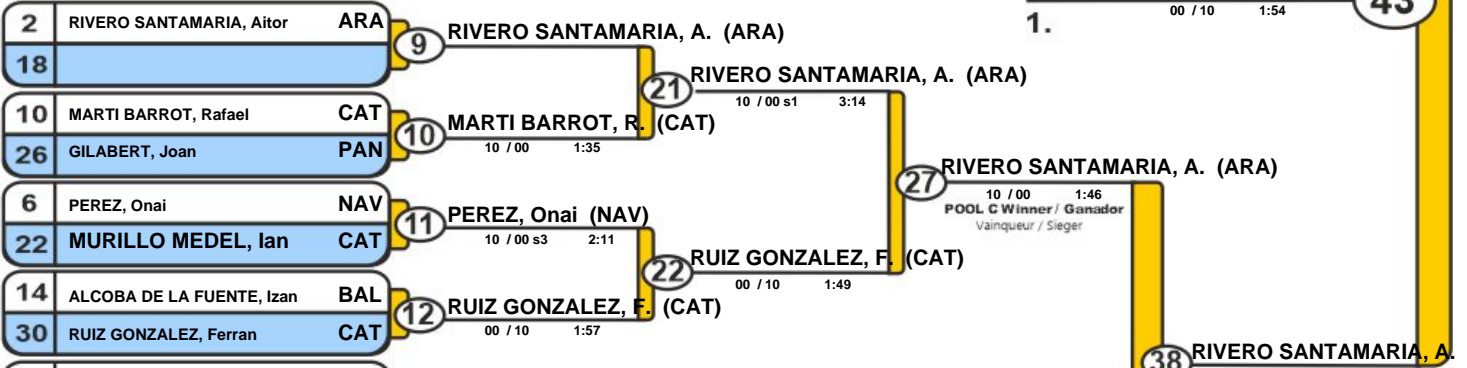 2 RIVERO SANTAMARIA, Aitor ARA
18
9 RIVERO SANTAMARIA, A. (ARA)
10 MARTI BARROT, Rafael CAT
26 GILABERT, Joan PAN
10 MARTI BARROT, R. (CAT)
10 / 00 1:35
21 RIVERO SANTAMARIA, A. (ARA)
10 / 00 s1 3:14
6 PEREZ, Onai NAV
22 MURILLO MEDEL, Ian CAT
11 PEREZ, Onai (NAV)
10 / 00 s3 2:11
14 ALCOBA DE LA FUENTE, Izan BAL
30 RUIZ GONZALEZ, Ferran CAT
12 RUIZ GONZALEZ, F. (CAT)
00 / 10 1:57
22 RUIZ GONZALEZ, F. (CAT)
00 / 10 1:49
27 RIVERO SANTAMARIA, A. (ARA)
10 / 00 1:46
POOL C Winner / Ganador
Vainqueur / Sieger
00 / 10 1:54
1.
43
38 RIVERO SANTAMARIA, A.